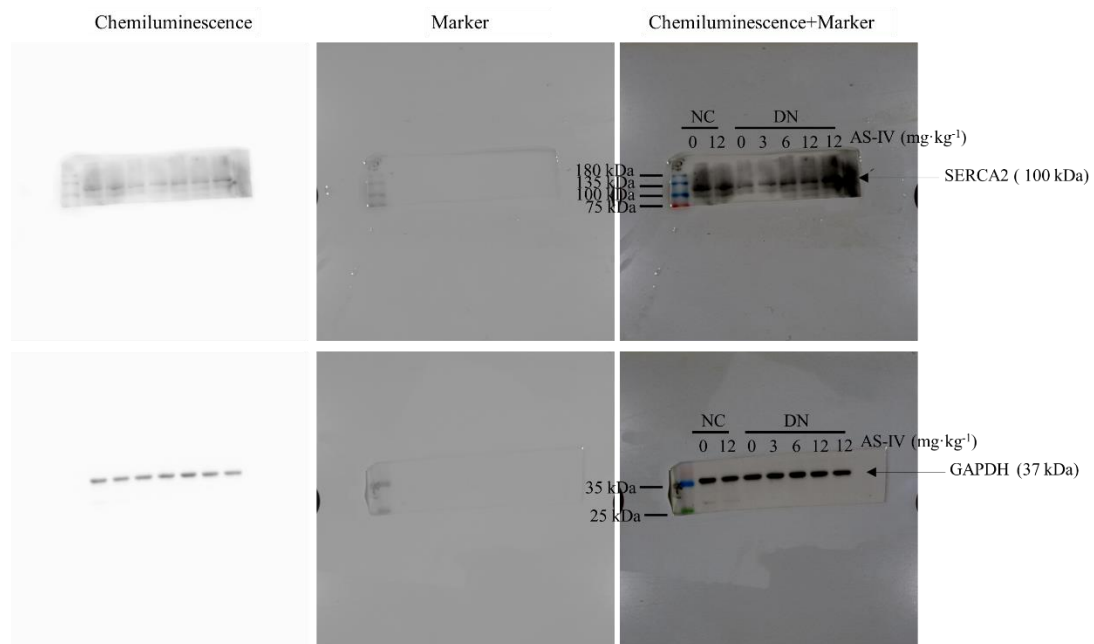 Chemiluminescence Marker Chemiluminescence+Marker
NC DN
0 12 0 3 6 12 12 AS-IV (mg·kg-1)
180 kDa
135 kDa
100 kDa
75 kDa
SERCA2 ( 100 kDa)
NC DN
0 12 0 3 6 12 12 AS-IV (mg·kg-1)
GAPDH (37 kDa)
35 kDa
25 kDa